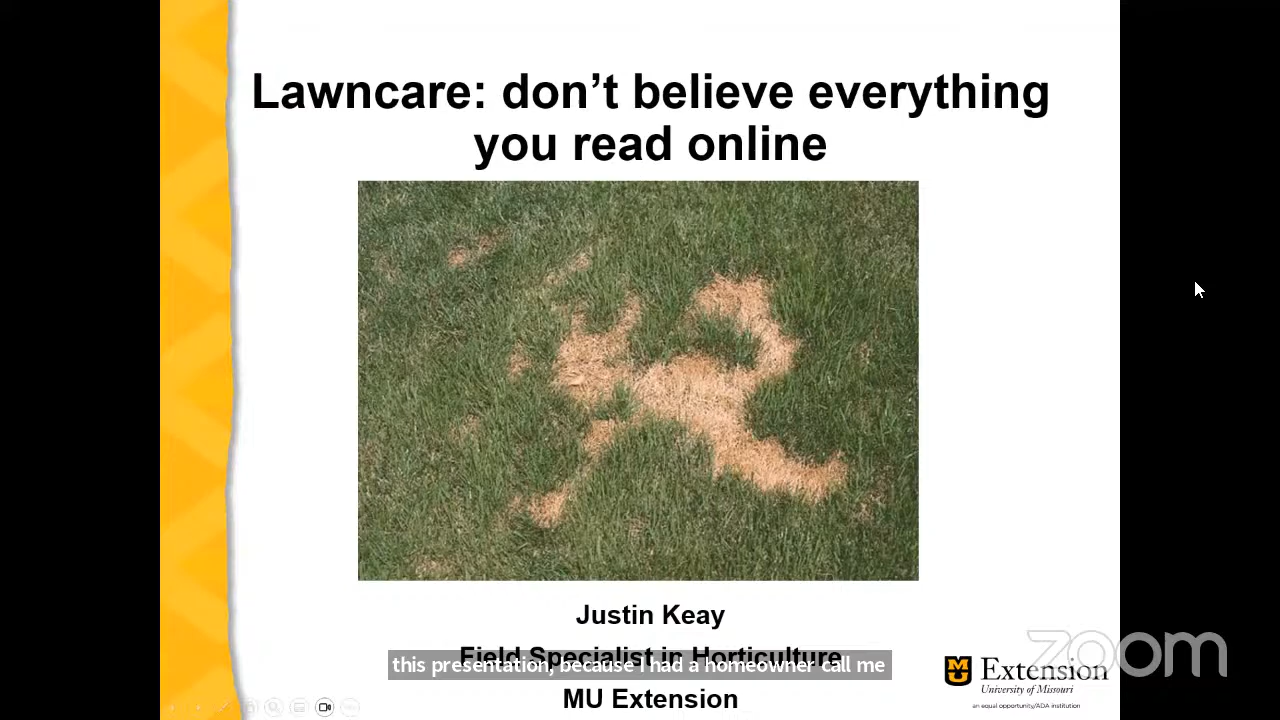 Lawncare: don't believe everything
you read online
Justin Keay
Field Specialist in Horticulture
this presentation, because I had a homeowner call me
MU Extension
zoom
MU Extension
University of Missouri
an equal opportunity/ADA institution